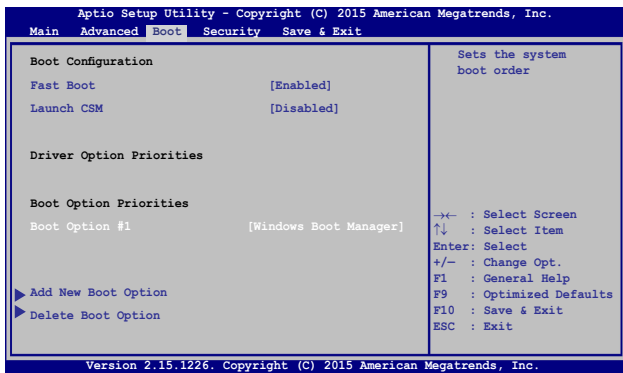 Aptio Setup Utility - Copyright (C) 2015 American Megatrends, Inc.
Main Advanced Boot Security Save & Exit
Boot Configuration
Fast Boot [Enabled]
Launch CSM [Disabled]
Driver Option Priorities
Boot Option Priorities
Boot Option #1 [Windows Boot Manager]
Add New Boot Option
Delete Boot Option
Sets the system
boot order
→← : Select Screen
↑↓ : Select Item
Enter: Select
+/— : Change Opt.
F1 : General Help
F9 : Optimized Defaults
F10 : Save & Exit
ESC : Exit
Version 2.15.1226. Copyright (C) 2015 American Megatrends, Inc.